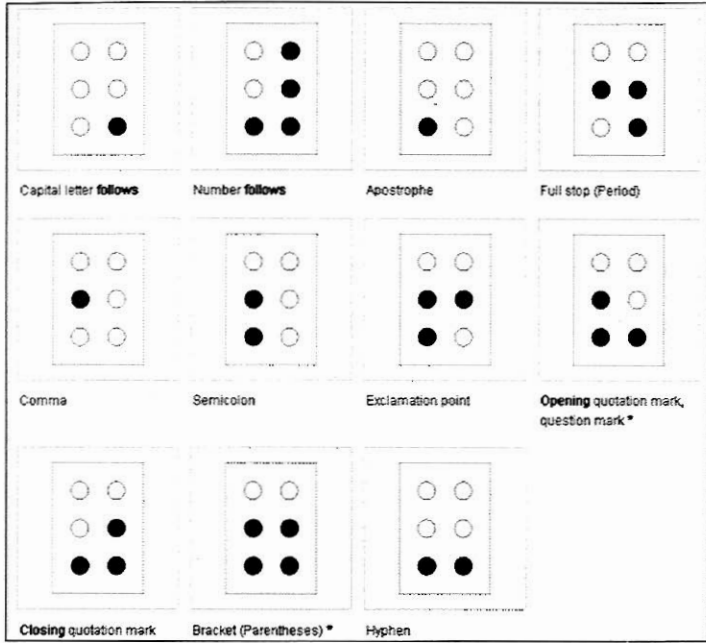 Capital letter follows
Number follows
Apostrophe
Full stop (Period)
Comma
Semicolon
Exclamation point
Opening quotation mark,
question mark *
Closing quotation mark
Bracket (Parentheses) *
Hyphen